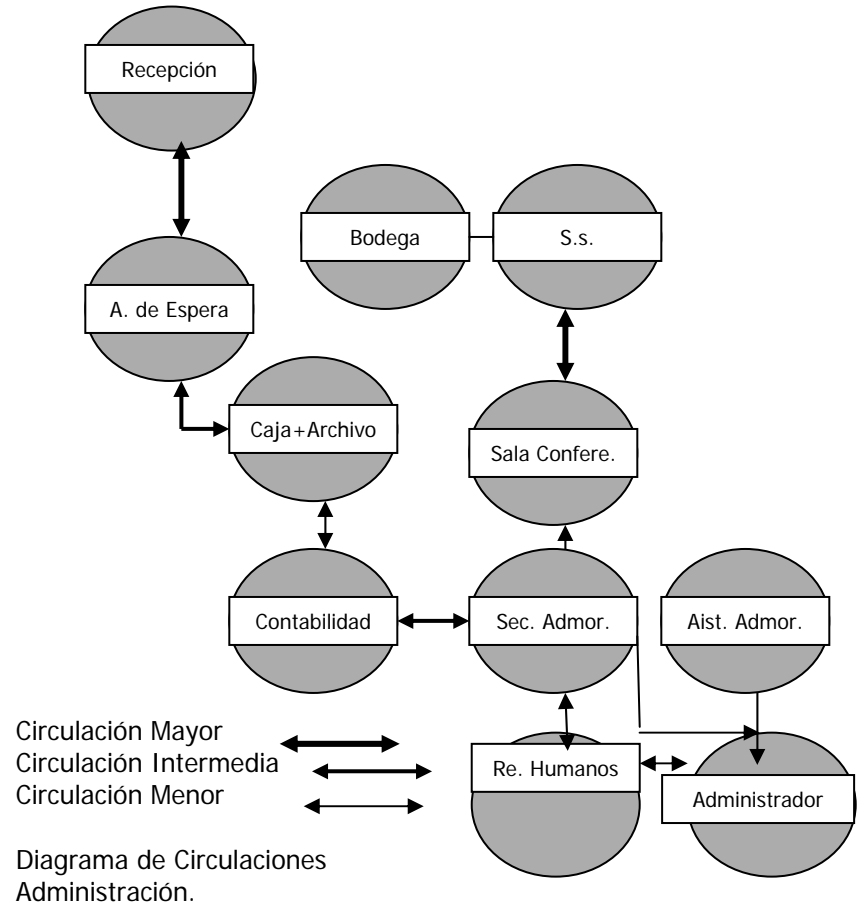 Recepción
Bodega
S.s.
A. de Espera
Caja+Archivo
Sala Confere.
Contabilidad
Sec. Admor.
Aist. Admor.
Circulación Mayor
Circulación Intermedia
Circulación Menor
Re. Humanos
Administrador
Diagrama de Circulaciones
Administración.